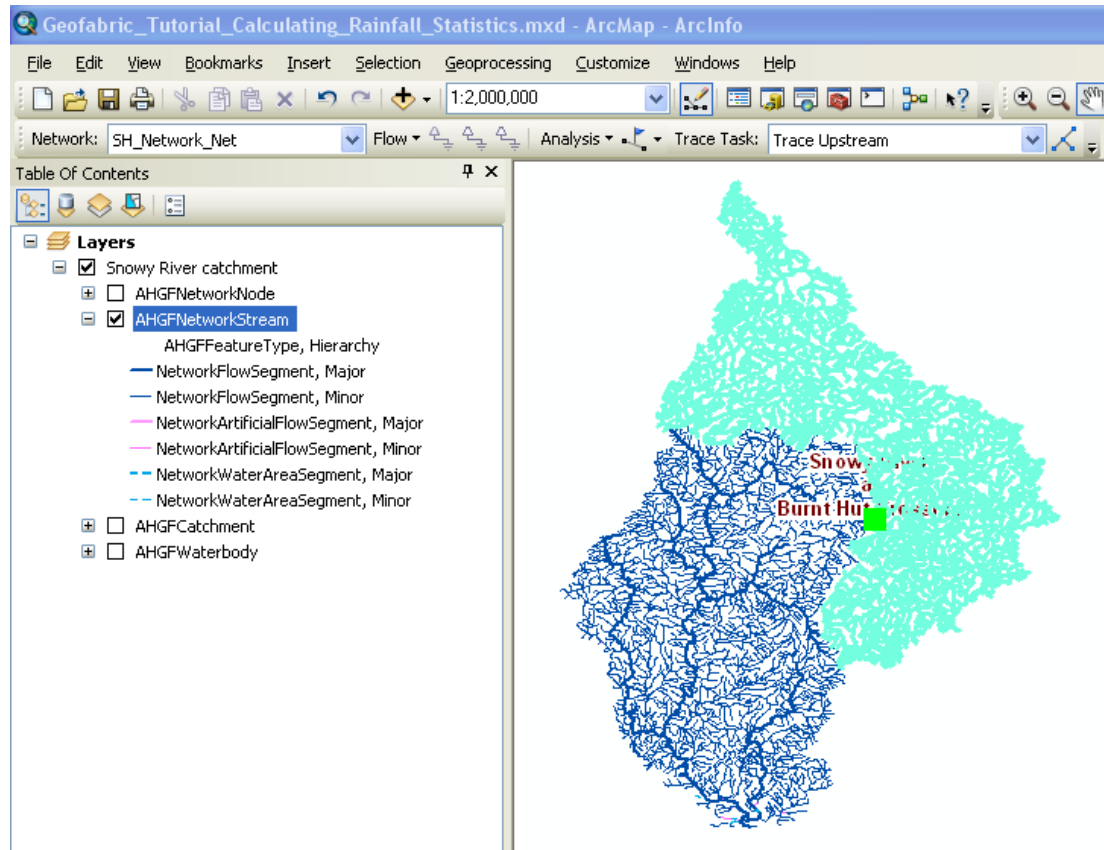 Geofabric_Tutorial_Calculating_Rainfall_Statistics.mxd - ArcMap - ArcInfo
File Edit View Bookmarks Insert Selection Geoprocessing Customize Windows Help
1:2,000,000
Network: SH_Network_Net Flow Analysis Trace Task: Trace Upstream
Table Of Contents
Layers
Snowy River catchment
AHGFNetworkNode
AHGFNetworkStream
AHGFFeatureType, Hierarchy
NetworkFlowSegment, Major
NetworkFlowSegment, Minor
NetworkArtificialFlowSegment, Major
NetworkArtificialFlowSegment, Minor
NetworkWaterAreaSegment, Major
NetworkWaterAreaSegment, Minor
AHGFCatchment
AHGFWaterbody
Snowy
a
Burnt Hut